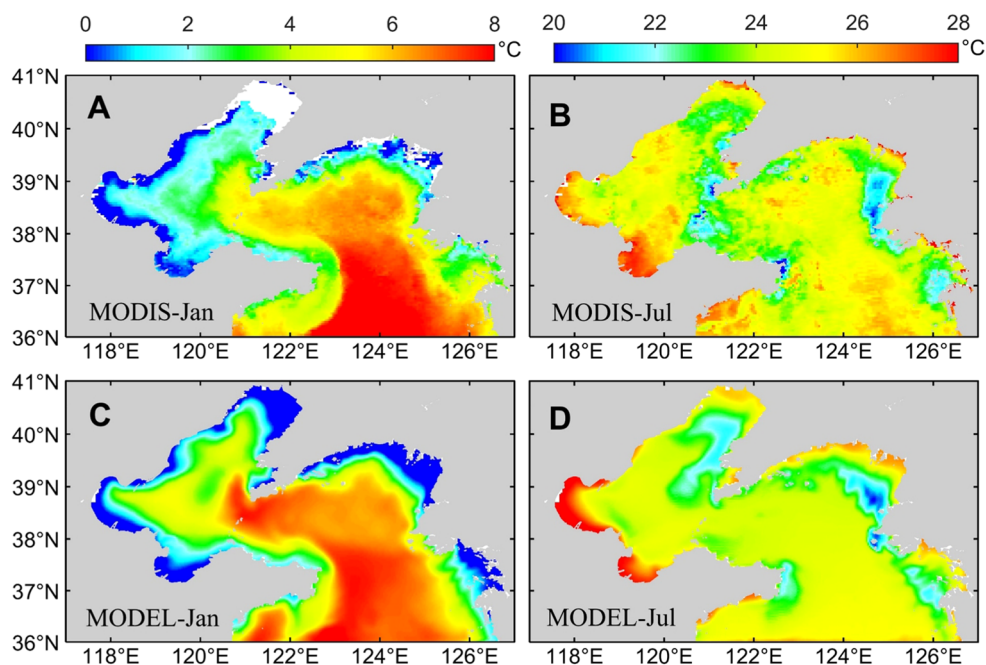 0 2 4 6 8 °C
20 22 24 26 28 °C
41°N
40°N
39°N
38°N
37°N
36°N
A
MODIS-Jan
118°E 120°E 122°E 124°E 126°E
B
MODIS-Jul
118°E 120°E 122°E 124°E 126°E
41°N
40°N
39°N
38°N
37°N
36°N
C
MODEL-Jan
118°E 120°E 122°E 124°E 126°E
D
MODEL-Jul
118°E 120°E 122°E 124°E 126°E